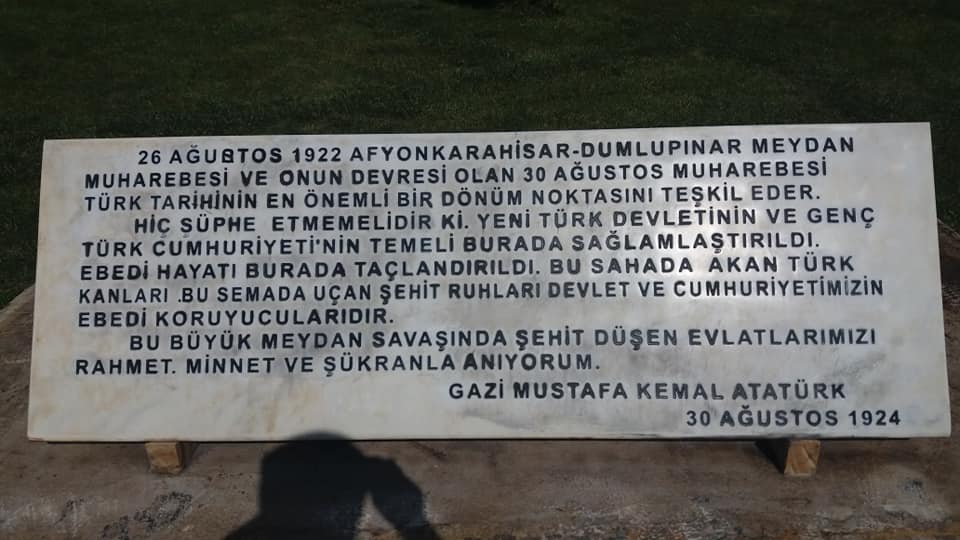 26 AĞUSTOS 1922 AFYONKARAHİSAR-DUMLUPINAR MEYDAN
MUHAREBESİ VE ONUN DEVRESİ OLAN 30 AĞUSTOS MUHAREBESİ
TÜRK TARİHİNİN EN ÖNEMLİ BİR DÖNÜM NOKTASINI TEŞKİL EDER.
HİÇ ŞÜPHE ETMEMELİDİR Kİ. YENİ TÜRK DEVLETİNİN VE GENÇ
TÜRK CUMHURİYETİ'NİN TEMELİ BURADA SAĞLAMLAŞTIRILDI.
EBEDİ HAYATI BURADA TAÇLANDIRILDI. BU SAHADA AKAN TÜRK
KANLARI .BU SEMADA UÇAN ŞEHİT RUHLARI DEVLET VE CUMHURİYETİMİZİN
EBEDİ KORUYUCULARIDIR.
BU BÜYÜK MEYDAN SAVAŞINDA ŞEHİT DÜŞEN EVLATLARIMIZI
RAHMET. MİNNET VE ŞÜKRANLA ANIYORUM.
GAZİ MUSTAFA KEMAL ATATÜRK
30 AĞUSTOS 1924